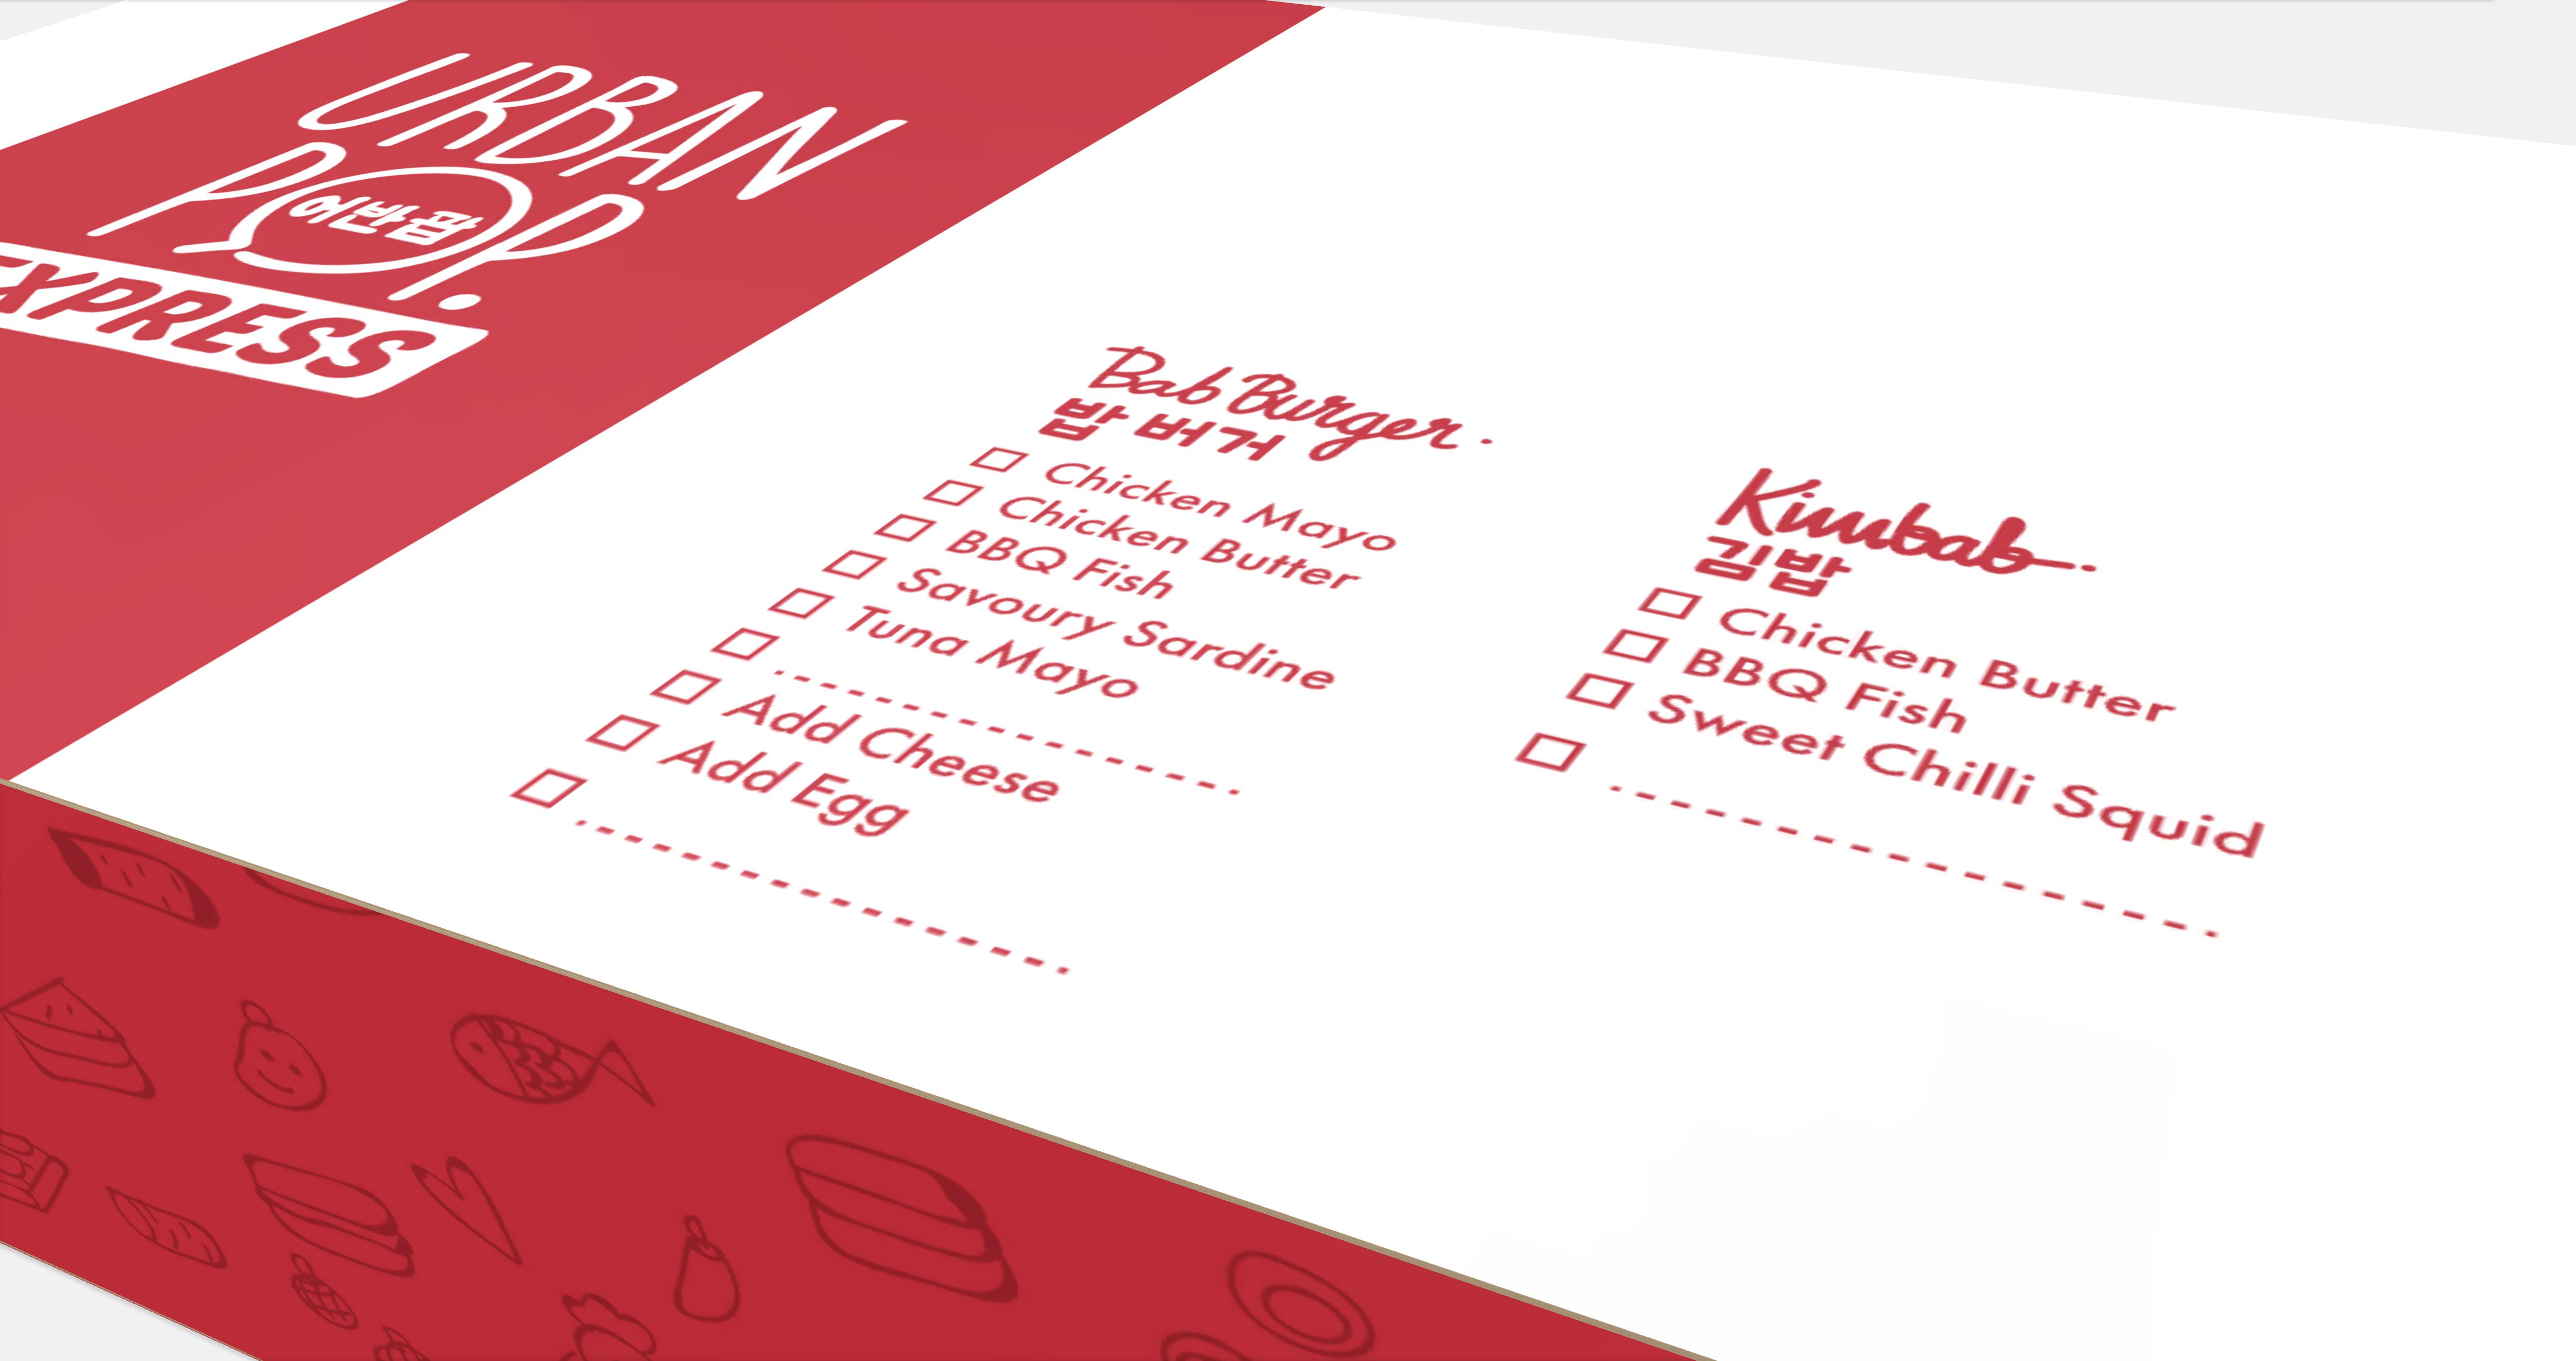 URBAN
POP.
어반팝
EXPRESS
Bab Burger.
밥 버거
Chicken Mayo
Chicken Butter
BBQ Fish
Savoury Sardine
Tuna Mayo
Add Cheese
Add Egg
Kimbab.
김밥
Chicken Butter
BBQ Fish
Sweet Chilli Squid